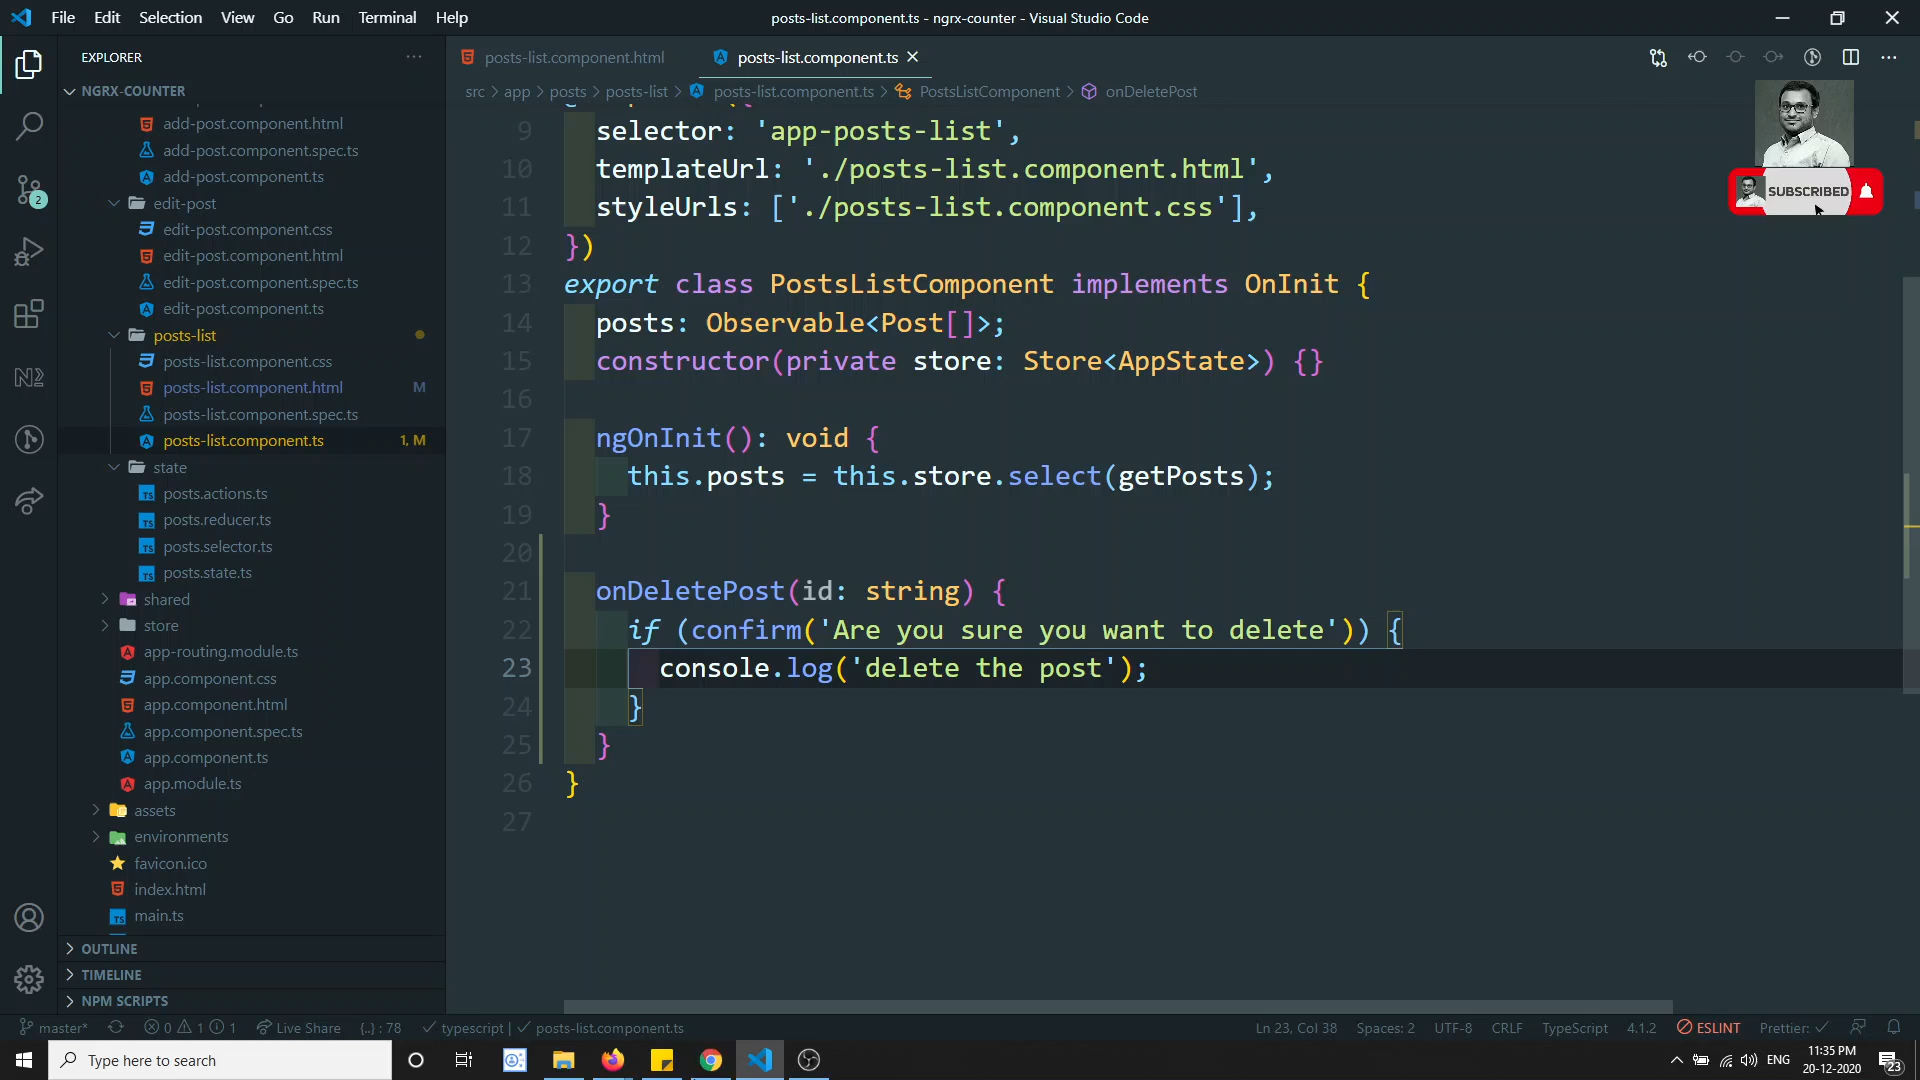 File Edit Selection View Go Run Terminal Help
posts-list.component.ts - ngrx-counter - Visual Studio Code
EXPLORER
NGRX-COUNTER
add-post.component.html
add-post.component.spec.ts
add-post.component.ts
edit-post
edit-post.component.css
edit-post.component.html
edit-post.component.spec.ts
edit-post.component.ts
posts-list
posts-list.component.css
posts-list.component.html M
posts-list.component.spec.ts
posts-list.component.ts 1, M
state
posts.actions.ts
posts.reducer.ts
posts.selector.ts
posts.state.ts
shared
store
app-routing.module.ts
app.component.css
app.component.html
app.component.spec.ts
app.component.ts
app.module.ts
assets
environments
favicon.ico
index.html
main.ts
OUTLINE
TIMELINE
NPM SCRIPTS
2
posts-list.component.html
posts-list.component.ts
src > app > posts > posts-list > posts-list.component.ts > PostsListComponent > onDeletePost
SUBSCRIBED
9 selector: 'app-posts-list',
10 templateUrl: './posts-list.component.html',
11 styleUrls: ['./posts-list.component.css'],
12 })
13 export class PostsListComponent implements OnInit {
14 posts: Observable<Post[]>;
15 constructor(private store: Store<AppState>) {}
16
17 ngOnInit(): void {
18 this.posts = this.store.select(getPosts);
19 }
20
21 onDeletePost(id: string) {
22 if (confirm('Are you sure you want to delete')) {
23 console.log('delete the post');
24 }
25 }
26 }
27
master* 0 1 1 Live Share {..} : 78 typescript | posts-list.component.ts
Ln 23, Col 38 Spaces: 2 UTF-8 CRLF TypeScript 4.1.2 ESLINT Prettier:
Type here to search
ENG
11:35 PM
20-12-2020
23